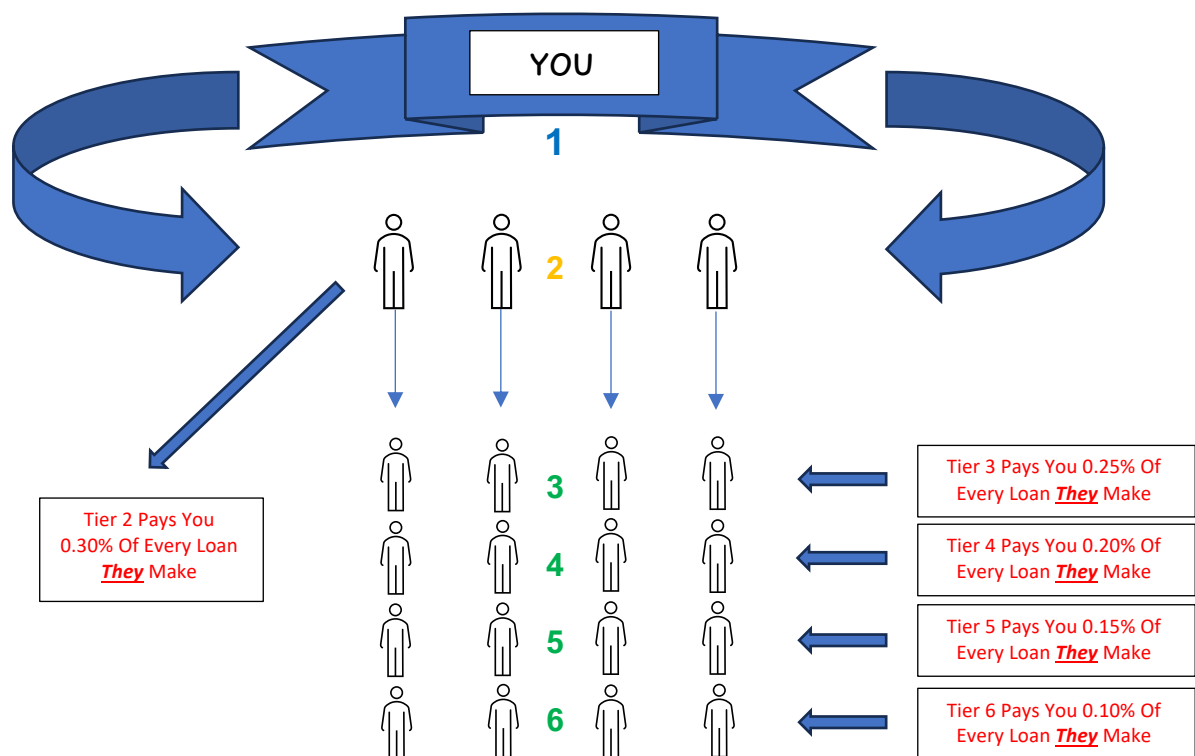 YOU
1
2
3
Tier 3 Pays You 0.25% Of
Every Loan They Make
Tier 2 Pays You
0.30% Of Every Loan
They Make
4
Tier 4 Pays You 0.20% Of
Every Loan They Make
5
Tier 5 Pays You 0.15% Of
Every Loan They Make
6
Tier 6 Pays You 0.10% Of
Every Loan They Make